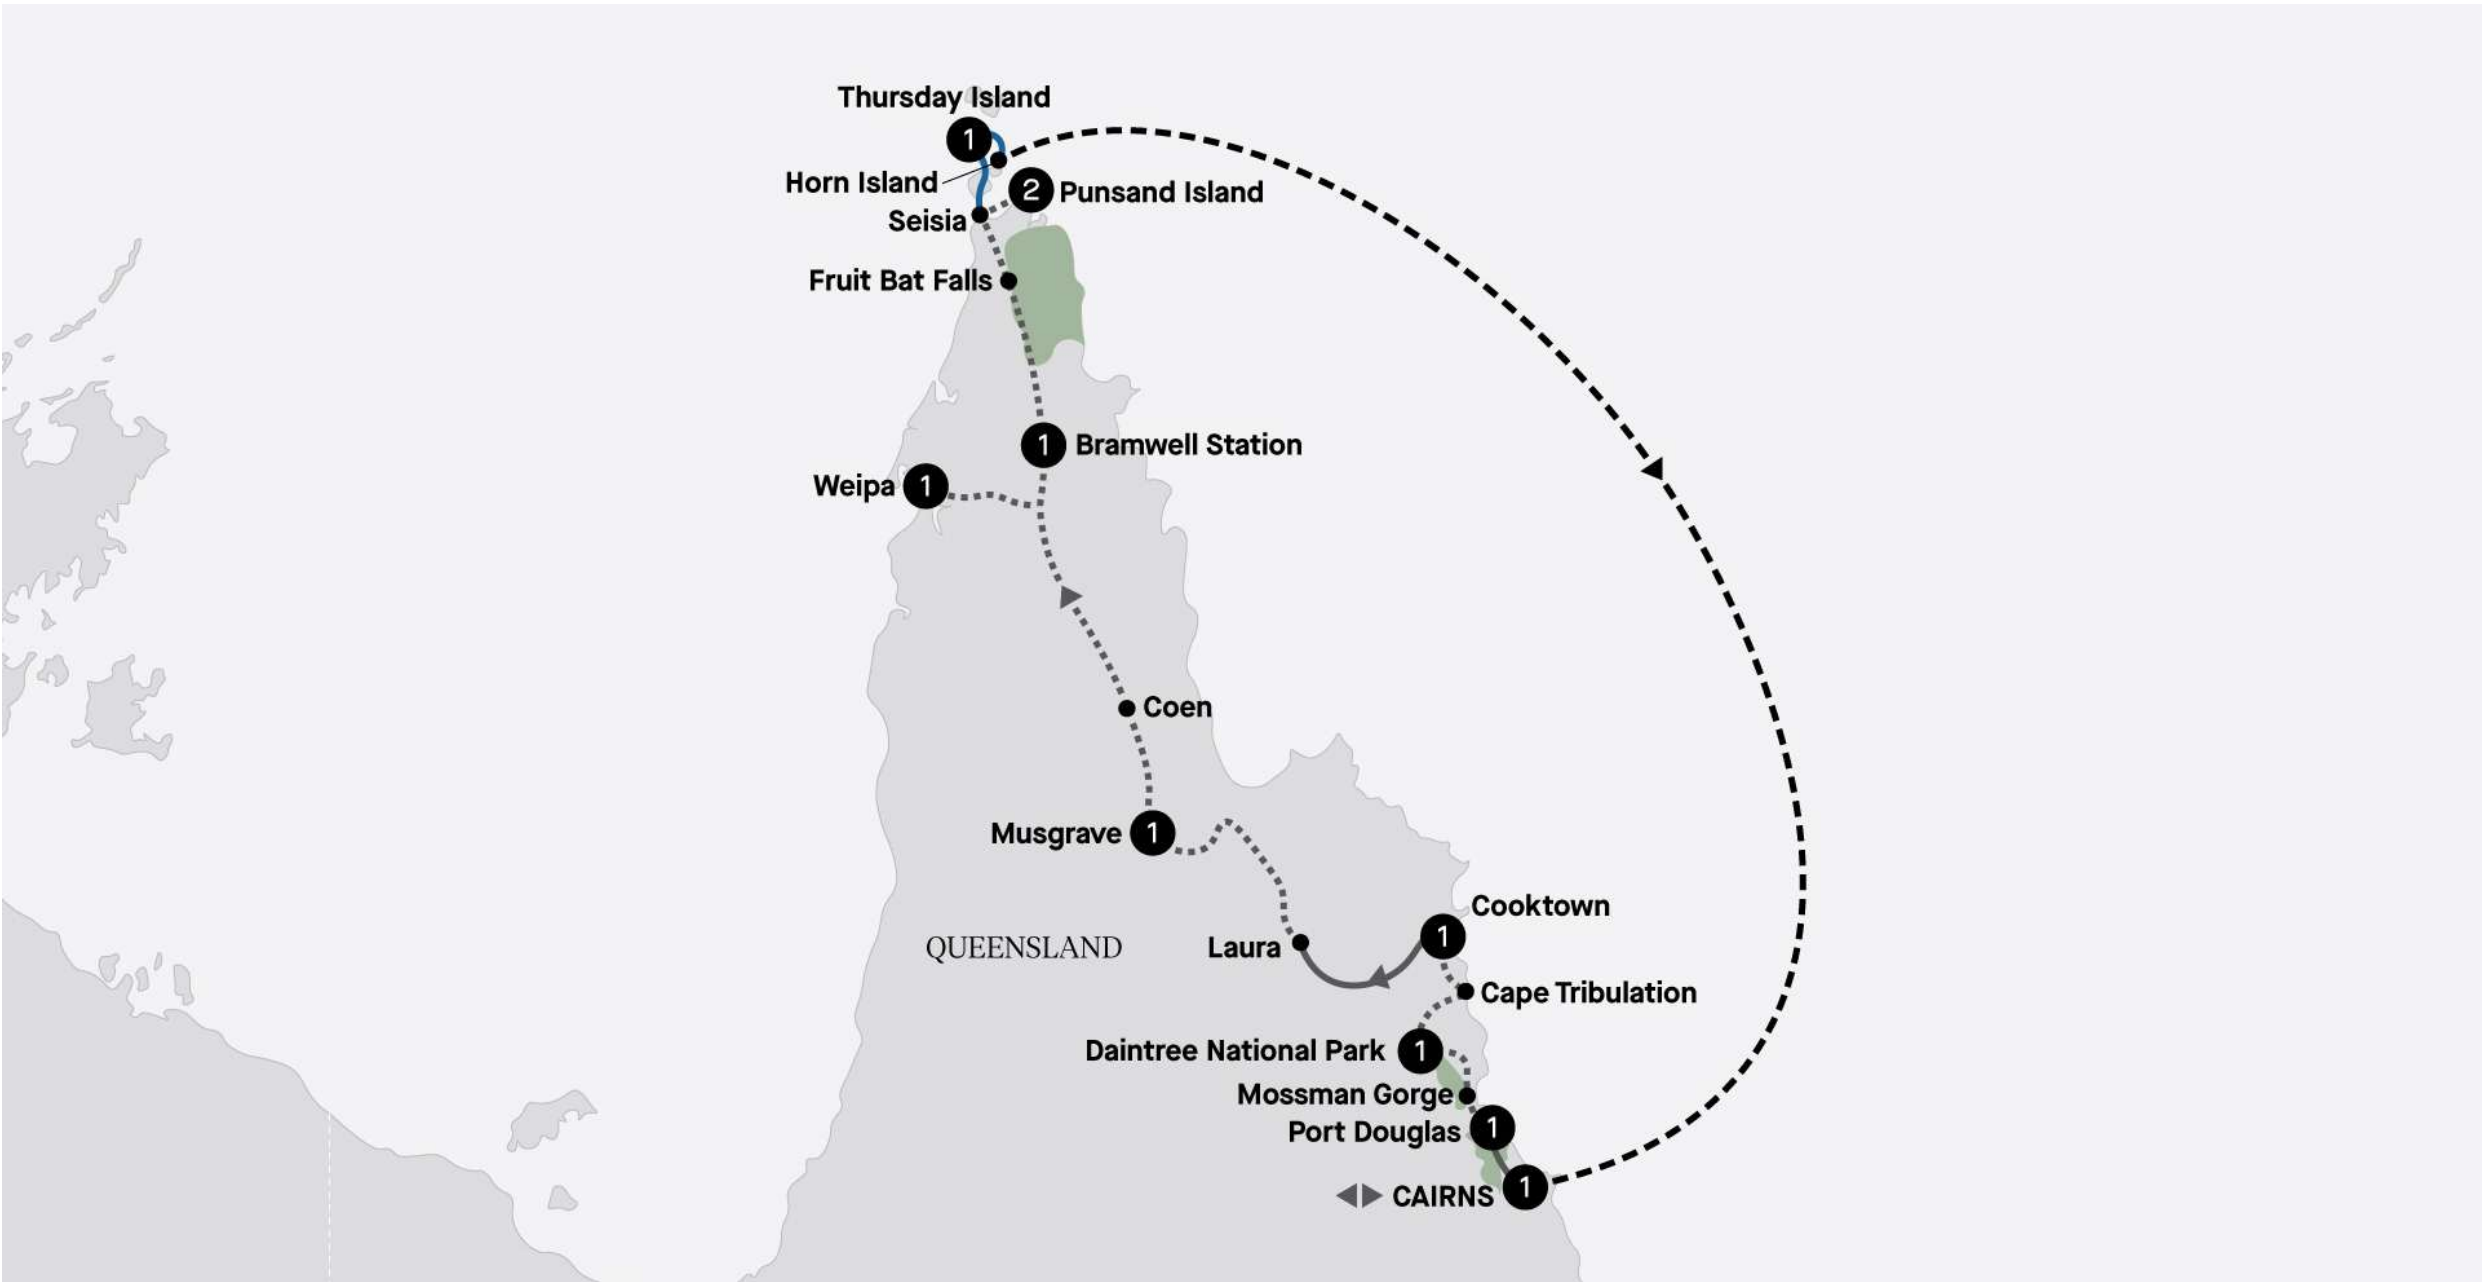 Thursday Island
1
Horn Island
2 Punsand Island
Seisia
Fruit Bat Falls
1 Bramwell Station
Weipa 1
Coen
Musgrave 1
Cooktown
1
QUEENSLAND
Laura
Cape Tribulation
Daintree National Park 1
Mossman Gorge
Port Douglas 1
CAIRNS 1